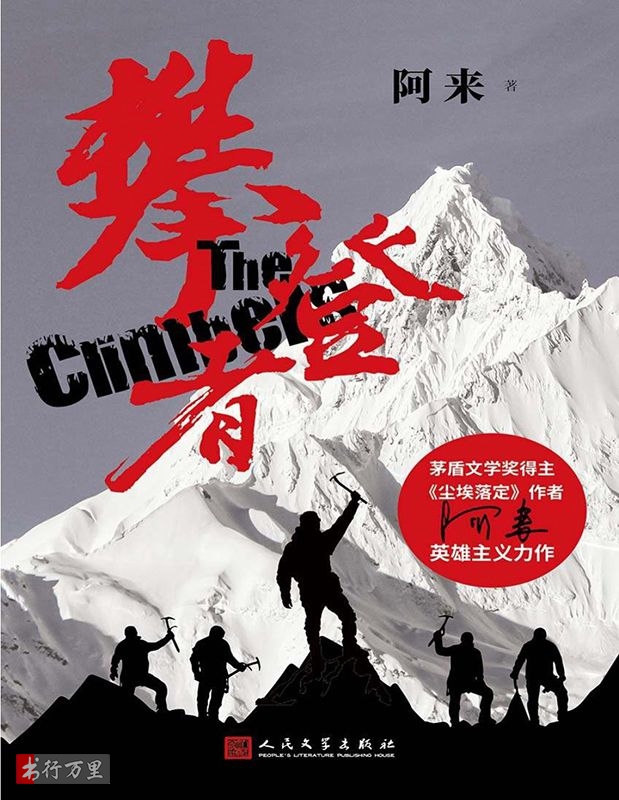 阿来 著
攀登者
The
Climbers
茅盾文学奖得主
《尘埃落定》作者
阿来
英雄主义力作
人民文学出版社
PEOPLE'S LITERATURE PUBLISHING HOUSE
书行万里